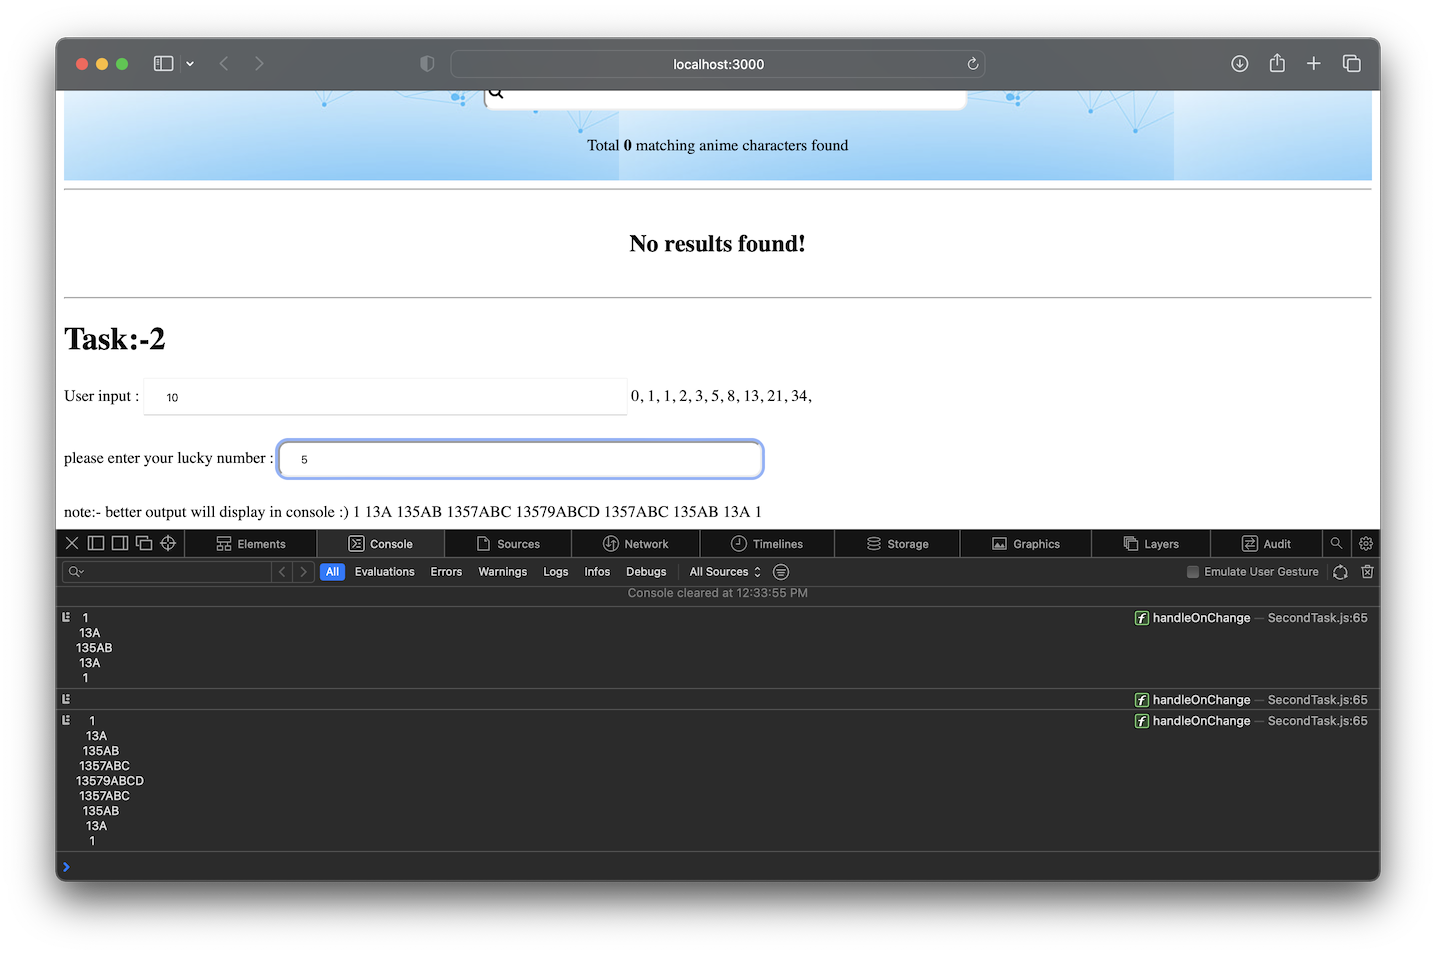 localhost:3000
Total 0 matching anime characters found
No results found!
Task:-2
User input : 10 0, 1, 1, 2, 3, 5, 8, 13, 21, 34,
please enter your lucky number : 5
note:- better output will display in console :) 1 13A 135AB 1357ABC 13579ABCD 1357ABC 135AB 13A 1
Elements Console Sources Network Timelines Storage Graphics Layers Audit
All Evaluations Errors Warnings Logs Infos Debugs All Sources Emulate User Gesture
Console cleared at 12:33:55 PM
1 f handleOnChange — SecondTask.js:65
13A
135AB
13A
1
f handleOnChange — SecondTask.js:65
1 f handleOnChange — SecondTask.js:65
13A
135AB
1357ABC
13579ABCD
1357ABC
135AB
13A
1